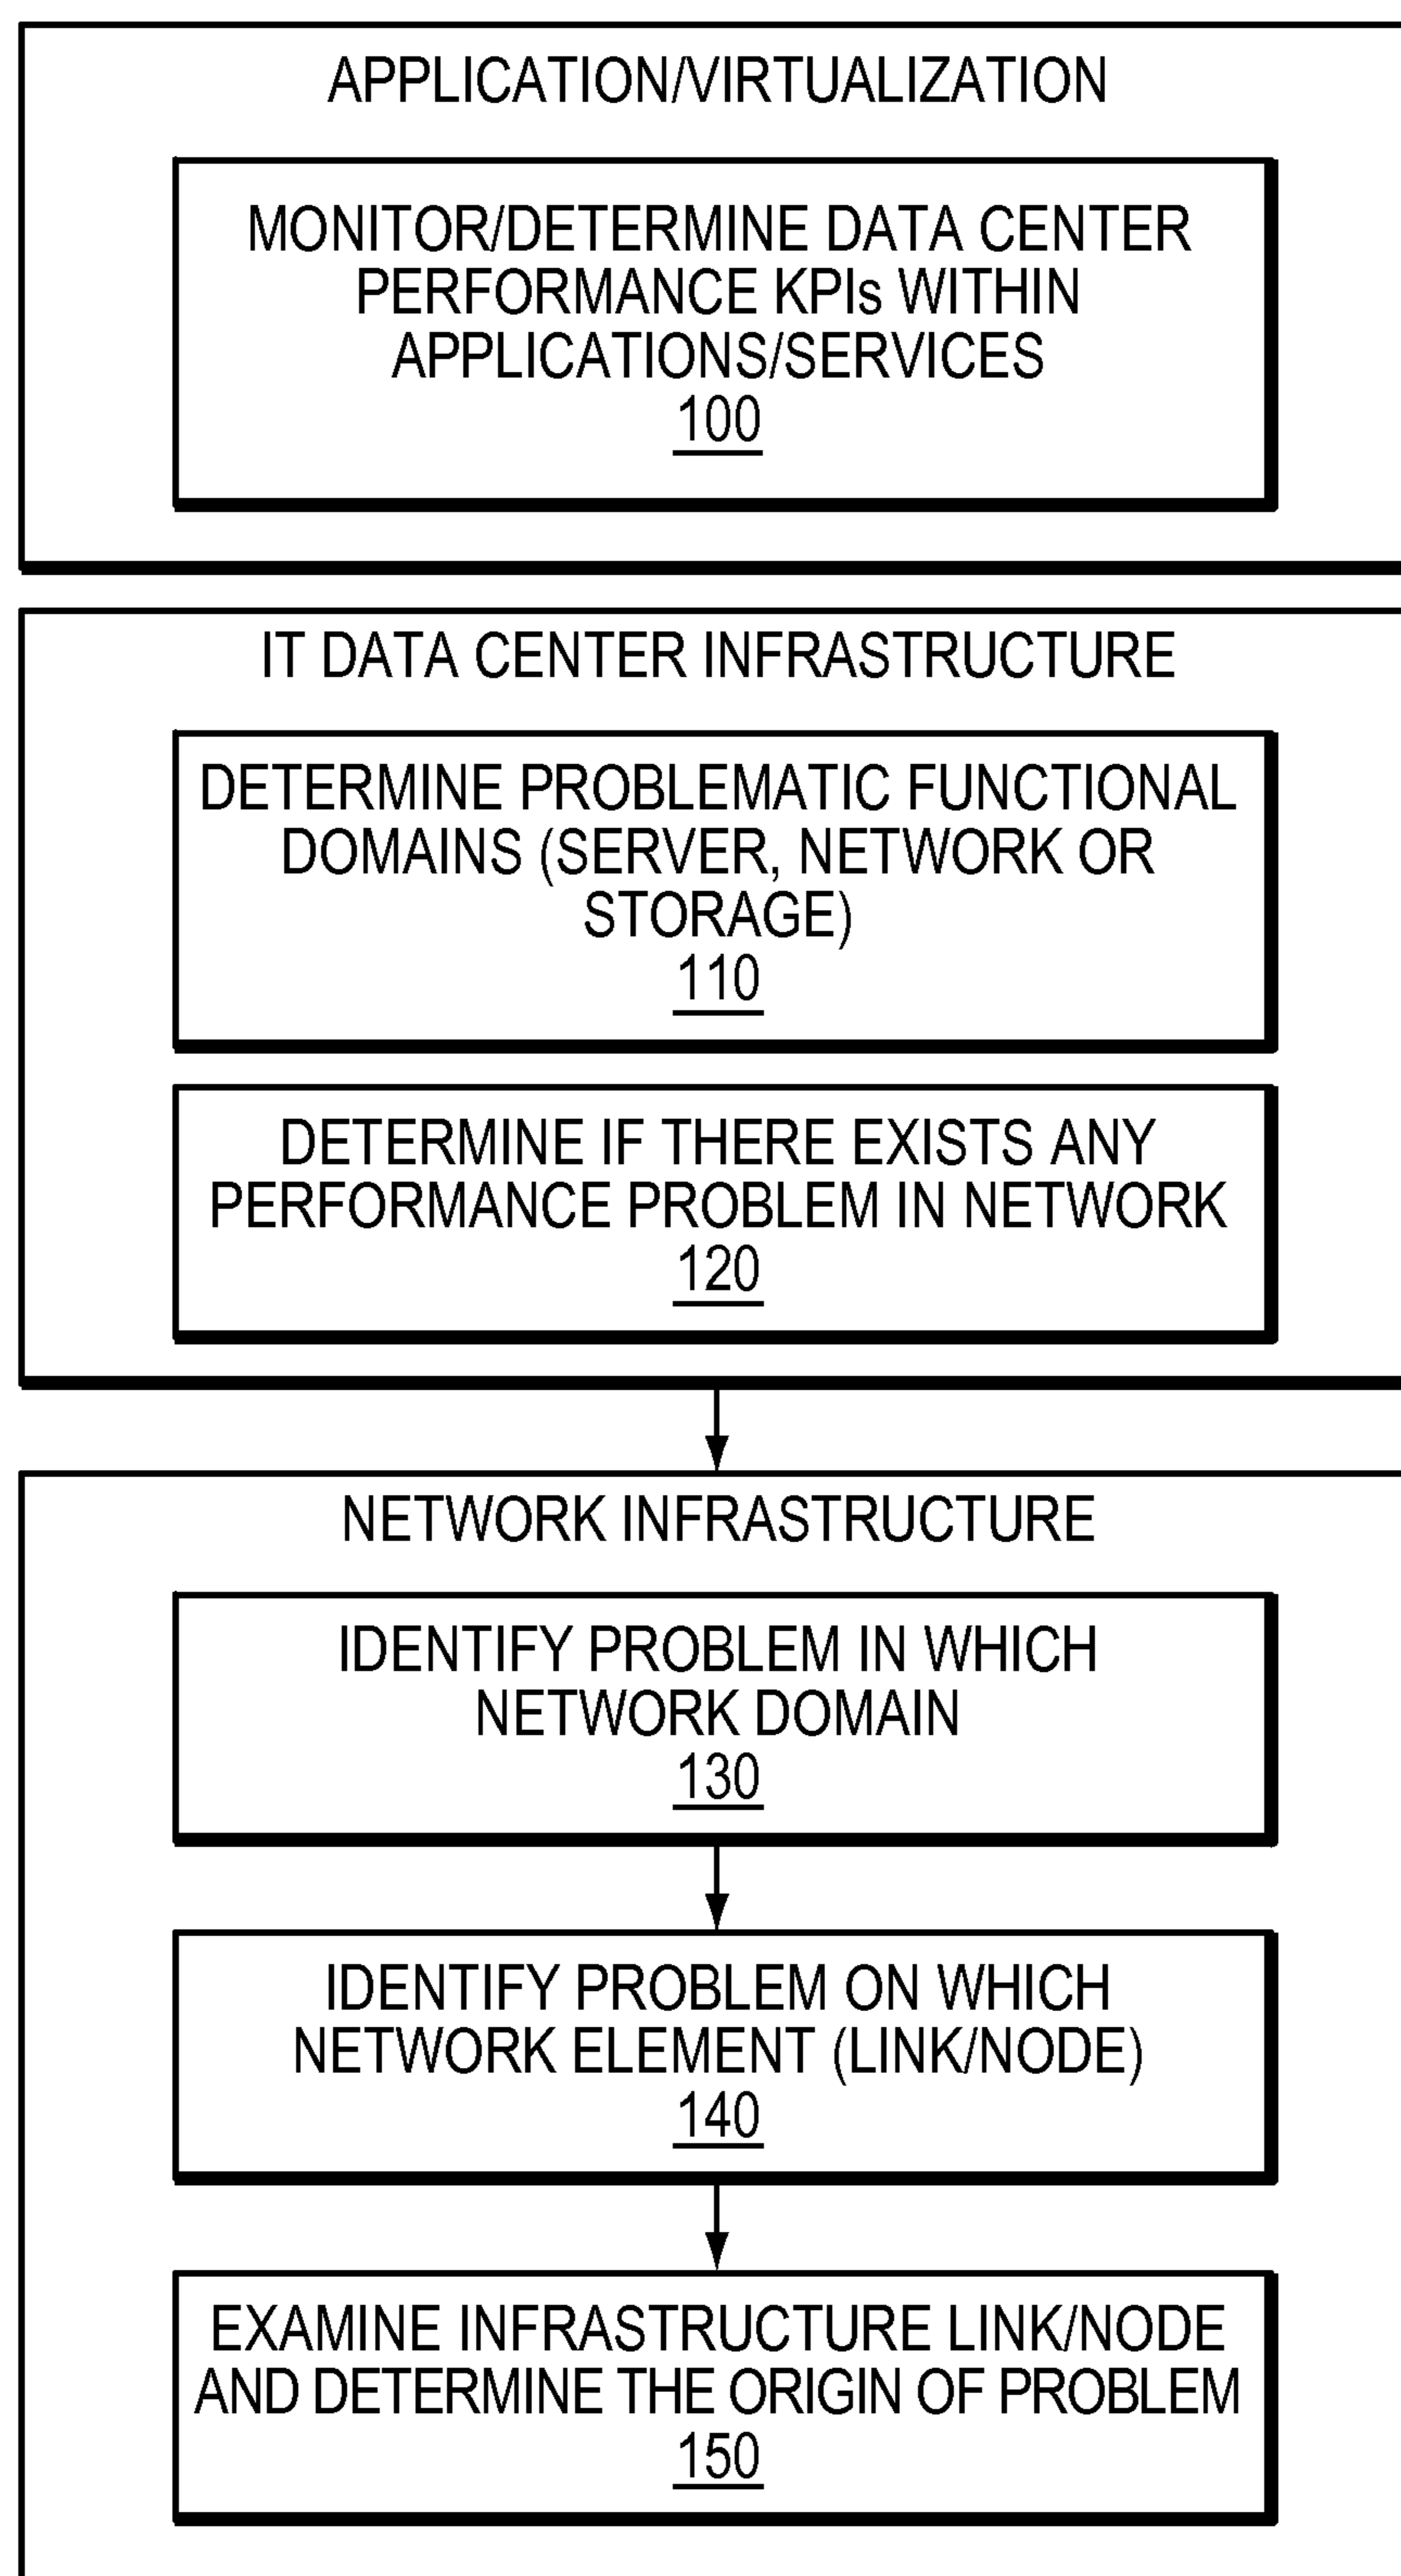 APPLICATION/VIRTUALIZATION
MONITOR/DETERMINE DATA CENTER
PERFORMANCE KPIs WITHIN
APPLICATIONS/SERVICES
100
IT DATA CENTER INFRASTRUCTURE
DETERMINE PROBLEMATIC FUNCTIONAL
DOMAINS (SERVER, NETWORK OR
STORAGE)
110
DETERMINE IF THERE EXISTS ANY
PERFORMANCE PROBLEM IN NETWORK
120
NETWORK INFRASTRUCTURE
IDENTIFY PROBLEM IN WHICH
NETWORK DOMAIN
130
IDENTIFY PROBLEM ON WHICH
NETWORK ELEMENT (LINK/NODE)
140
EXAMINE INFRASTRUCTURE LINK/NODE
AND DETERMINE THE ORIGIN OF PROBLEM
150